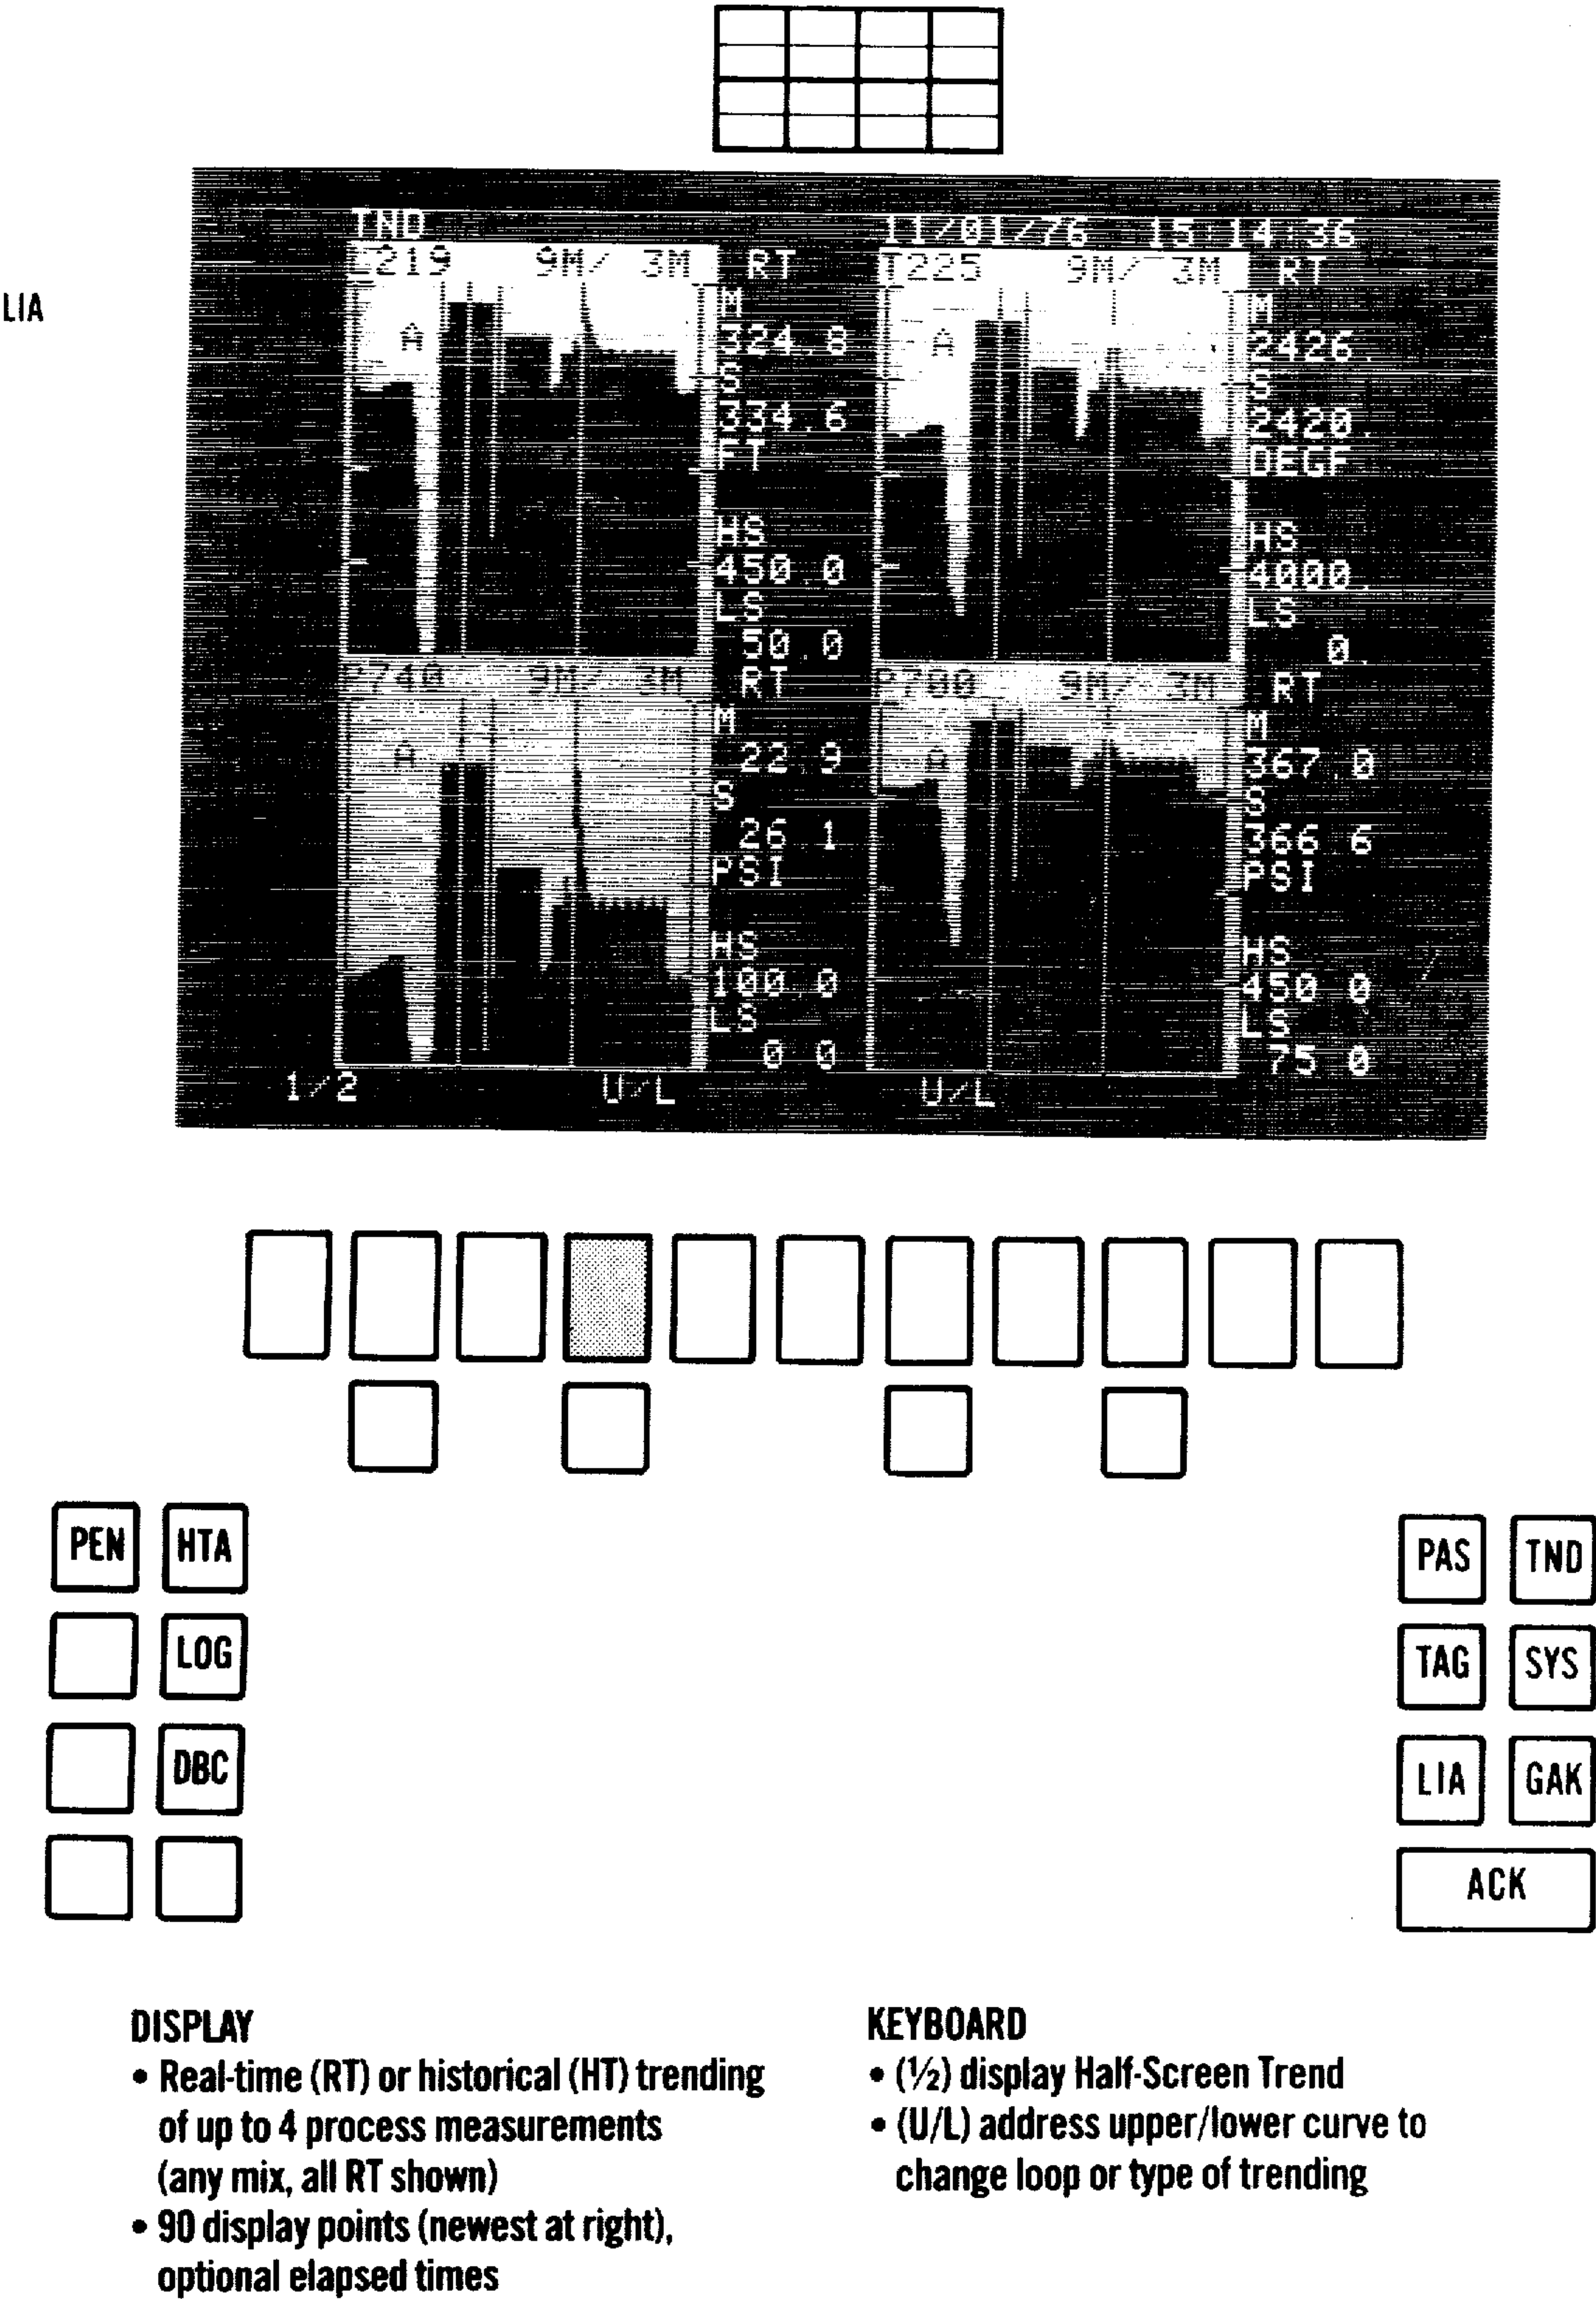 LIA
TND 11/01/76 15:14:36
L219 9M/ 3M RT
A
M
324.8
S
334.6
FT
HS
450.0
LS
50.0
T225 9M/ 3M RT
A
M
2426.
S
2420.
DEGF
HS
4000.
LS
0.
P740 9M/ 3M RT
A
M
22.9
S
26.1
PSI
HS
100.0
LS
0.0
9M/ 3M RT
A
M
367.0
S
366.6
PSI
HS
450.0
LS
75.0
1/2 U/L U/L
PEN HTA
LOG
DBC
PAS TND
TAG SYS
LIA GAK
ACK
DISPLAY
• Real-time (RT) or historical (HT) trending
of up to 4 process measurements
(any mix, all RT shown)
• 90 display points (newest at right),
optional elapsed times
KEYBOARD
• (½) display Half-Screen Trend
• (U/L) address upper/lower curve to
change loop or type of trending